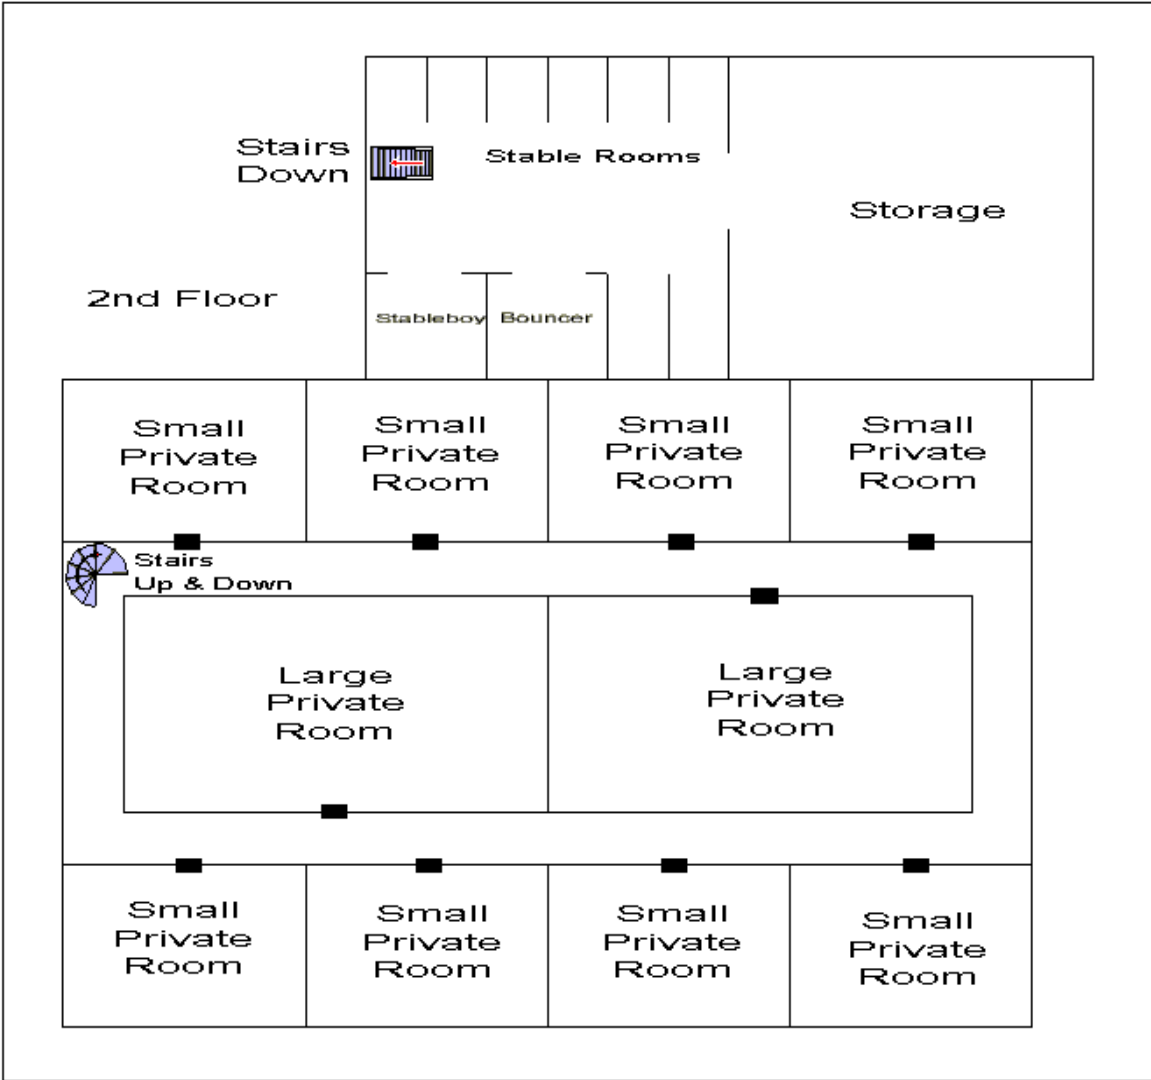 Stairs
Down
Stable Rooms
Storage
2nd Floor
Stableboy
Bouncer
Small
Private
Room
Small
Private
Room
Small
Private
Room
Small
Private
Room
Stairs
Up & Down
Large
Private
Room
Large
Private
Room
Small
Private
Room
Small
Private
Room
Small
Private
Room
Small
Private
Room